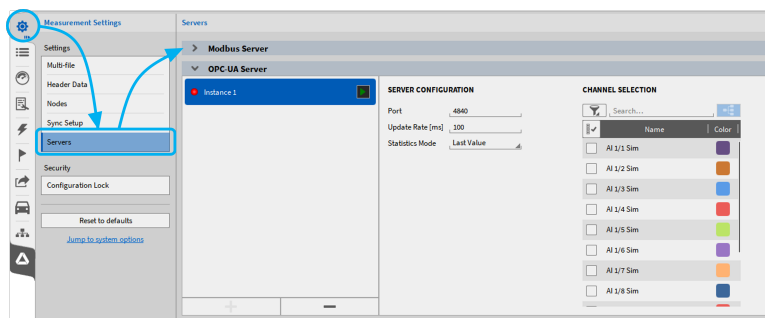 Measurement Settings
Servers
Settings
Multi-file
Header Data
Nodes
Sync Setup
Servers
Security
Configuration Lock
Reset to defaults
Jump to system options
Modbus Server
OPC-UA Server
Instance 1
SERVER CONFIGURATION
Port 4840
Update Rate [ms] 100
Statistics Mode Last Value
CHANNEL SELECTION
Search...
Name Color
AI 1/1 Sim
AI 1/2 Sim
AI 1/3 Sim
AI 1/4 Sim
AI 1/5 Sim
AI 1/6 Sim
AI 1/7 Sim
AI 1/8 Sim